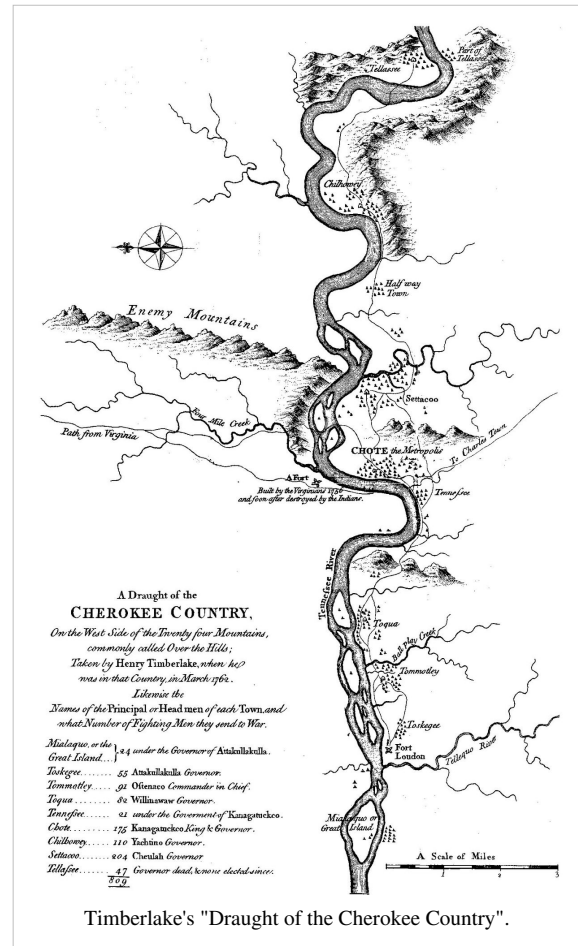 Tellassee
Part of
Tellassee
Chilhowey
Half way
Town
Enemy Mountains
Settacoo
Four Mile Creek
Path from Virginia
CHOTE the Metropolis
To Charles Town
A Fort
Built by the Virginians 1756
and soon after destroyed by the Indians.
Tennessee
Tennessee River
A Draught of the
CHEROKEE COUNTRY,
On the West Side of the Twenty four Mountains,
commonly called Over the Hills;
Taken by Henry Timberlake, when he
was in that Country, in March 1762.
Likewise the
Names of the Principal or Head men of each Town, and
what Number of Fighting Men they send to War.
Mialaquo, or the
Great Island....} 24 under the Governor of Attakullakulla.
Toskegee....... 55 Attakullakulla Governor.
Tommotley..... 91 Ostenaco Commander in Chief.
Toqua ......... 82 Willinawaw Governor.
Tennessee....... 21 under the Goverment of Kanagatuckco.
Chote.......... 175 Kanagatuckco King & Governor.
Chilhowey...... 110 Yachtino Governor.
Settacoo........ 204 Cheulah Governor
Tellassee........ 47 Governor dead, & none elected since.
809
Toqua
Ball Play Creek
Tommotley
Toskegee
Fort
Loudon
Tellequo River
Mialaquo or
Great Island
A Scale of Miles
1 2 3
Timberlake's "Draught of the Cherokee Country".